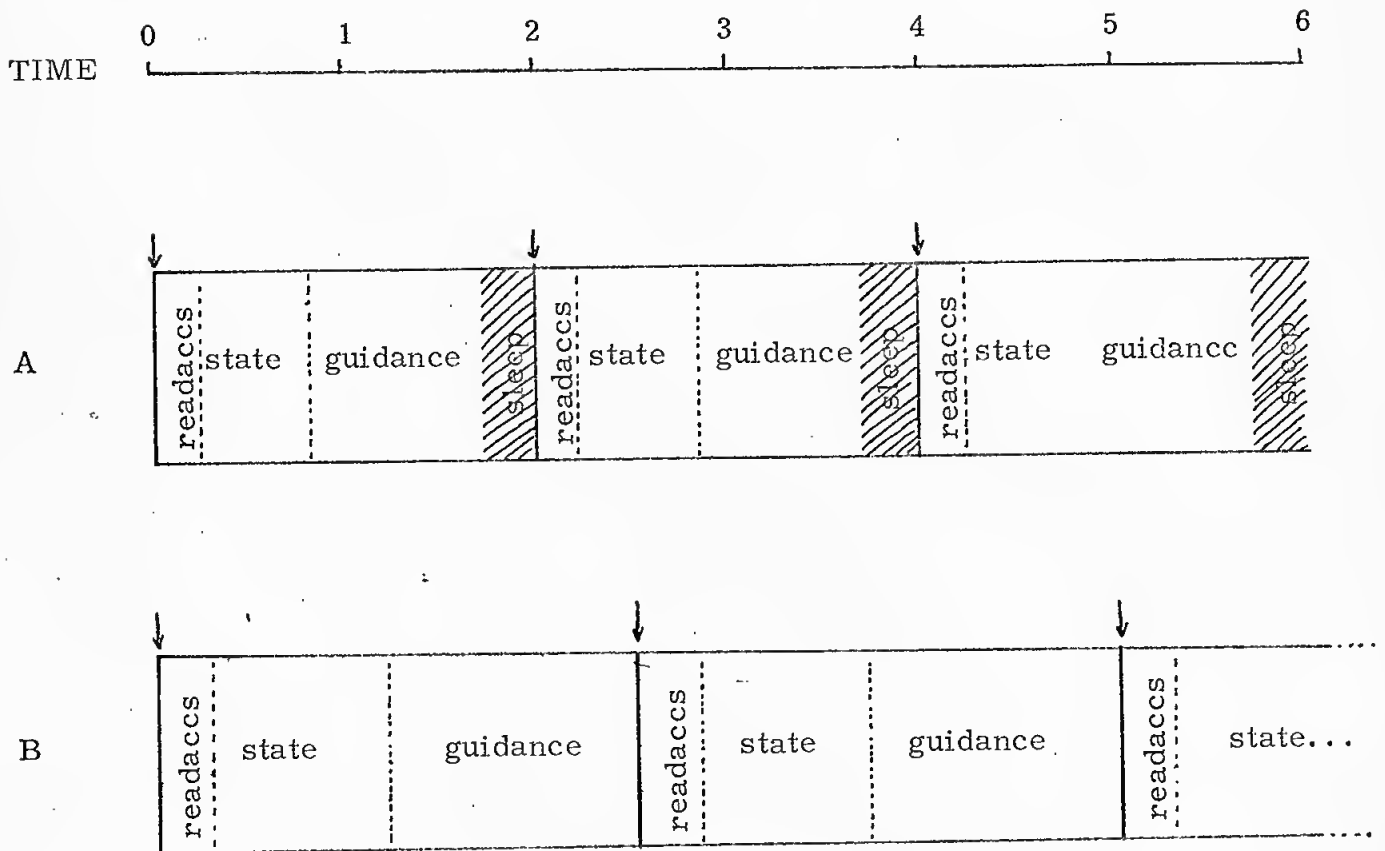 0 1 2 3 4 5 6
TIME
A
readaccs state guidance sleep readaccs state guidance sleep readaccs state guidancc sleep
B
readaccs state guidance readaccs state guidance readaccs state...